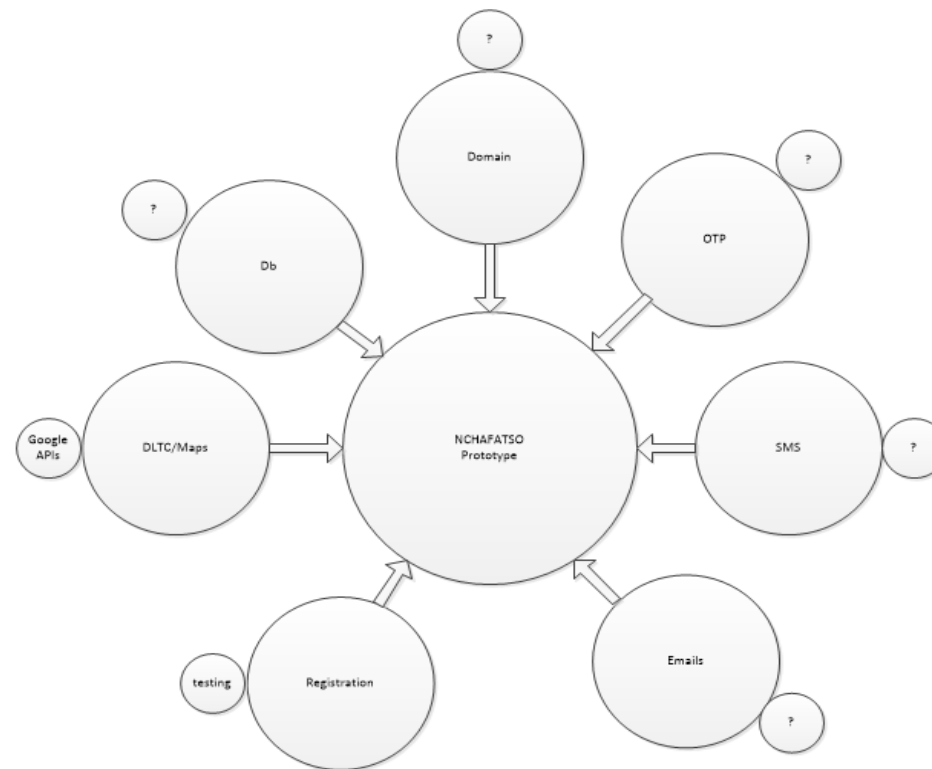 ?
Domain
?
OTP
?
Db
NCHAFATSO
Prototype
Google
APIs
DLTC/Maps
SMS
?
testing
Registration
Emails
?